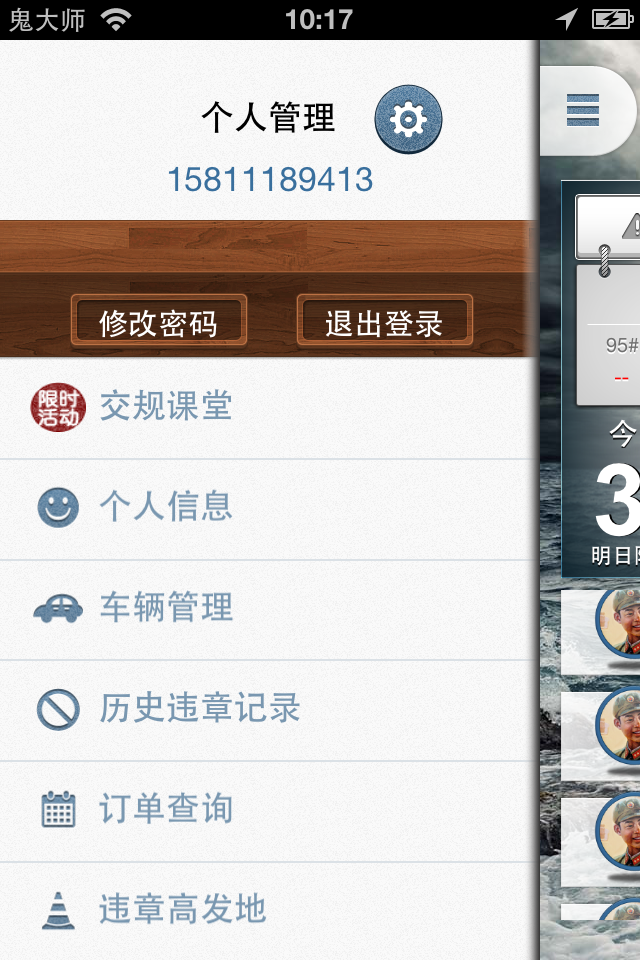 鬼大师
10:17
个人管理
15811189413
修改密码
退出登录
限时
活动
交规课堂
个人信息
车辆管理
历史违章记录
订单查询
违章高发地
95#
--
今
3
明日限